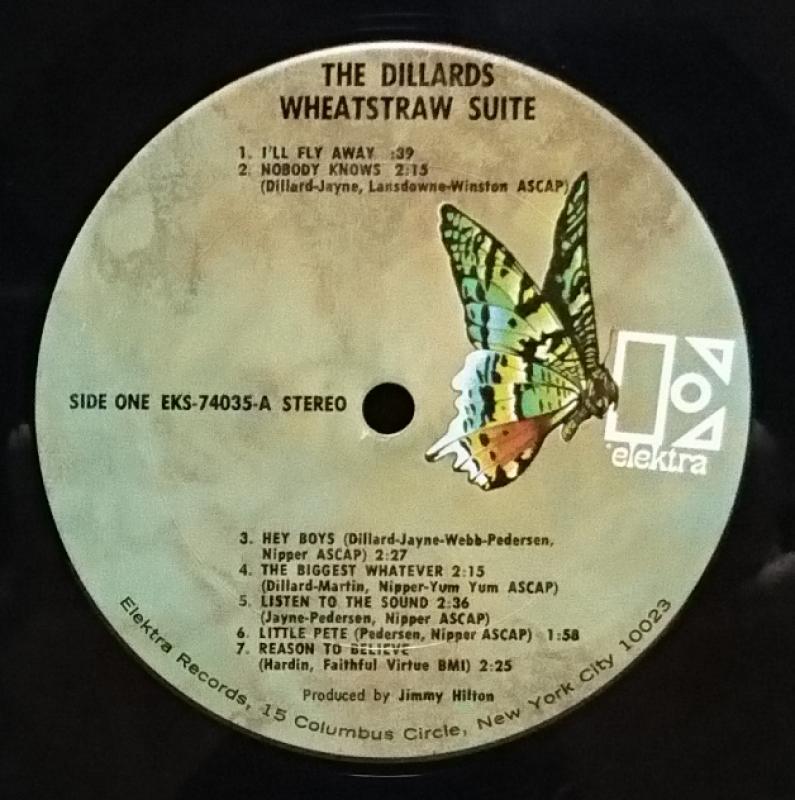 THE DILLARDS
WHEATSTRAW SUITE
1. I'LL FLY AWAY :39
2. NOBODY KNOWS 2:15
(Dillard-Jayne, Lansdowne-Winston ASCAP)
SIDE ONE EKS-74035-A STEREO
elektra
3. HEY BOYS (Dillard-Jayne-Webb-Pedersen,
Nipper ASCAP) 2:27
4. THE BIGGEST WHATEVER 2:15
(Dillard-Martin, Nipper-Yum Yum ASCAP)
5. LISTEN TO THE SOUND 2:36
(Jayne-Pedersen, Nipper ASCAP)
6. LITTLE PETE (Pedersen, Nipper ASCAP) 1:58
7. REASON TO BELIEVE
(Hardin, Faithful Virtue BMI) 2:25
Produced by Jimmy Hilton
Elektra Records, 15 Columbus Circle, New York City 10023